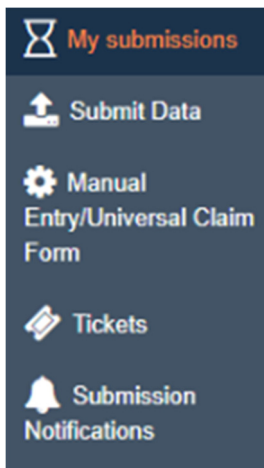 My submissions
Submit Data
Manual
Entry/Universal Claim
Form
Tickets
Submission
Notifications